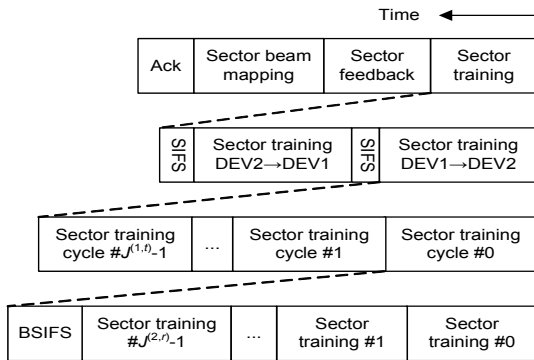 Time
Ack
Sector beam
mapping
Sector
feedback
Sector
training
SIFS
Sector training
DEV2→DEV1
SIFS
Sector training
DEV1→DEV2
Sector training
cycle #J^(1,t)-1
...
Sector training
cycle #1
Sector training
cycle #0
BSIFS
Sector training
#J^(2,r)-1
...
Sector
training #1
Sector
training #0